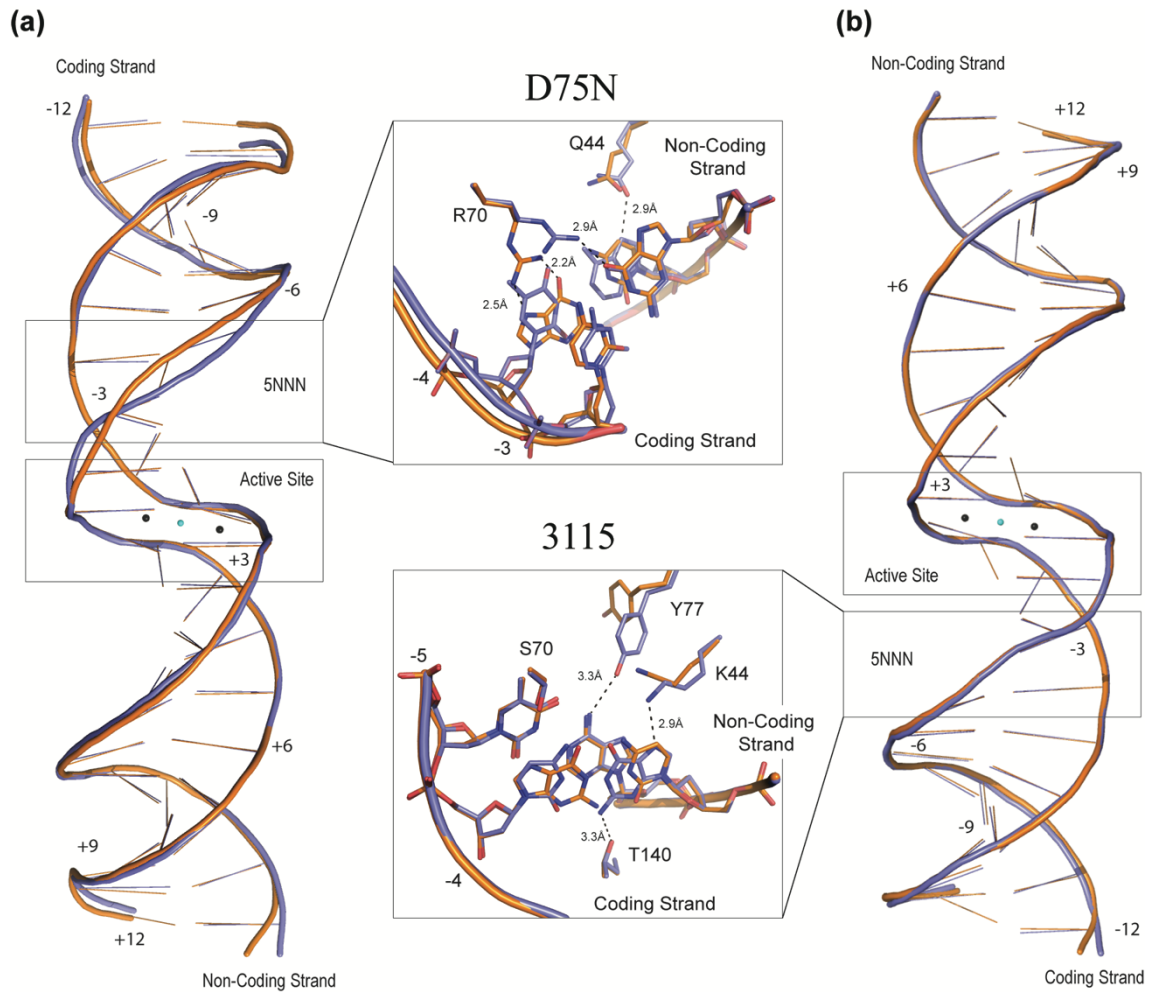 (a)
Coding Strand
-12
-9
-6
-3
5NNN
Active Site
+3
+6
+9
+12
Non-Coding Strand
D75N
Q44
Non-Coding
Strand
R70
2.9Å
2.9Å
2.2Å
2.5Å
-4
-3
Coding Strand
3115
Y77
S70
-5
K44
3.3Å
2.9Å
Non-Coding
Strand
3.3Å
T140
-4
Coding Strand
(b)
Non-Coding Strand
+12
+9
+6
+3
Active Site
5NNN
-3
-6
-9
-12
Coding Strand